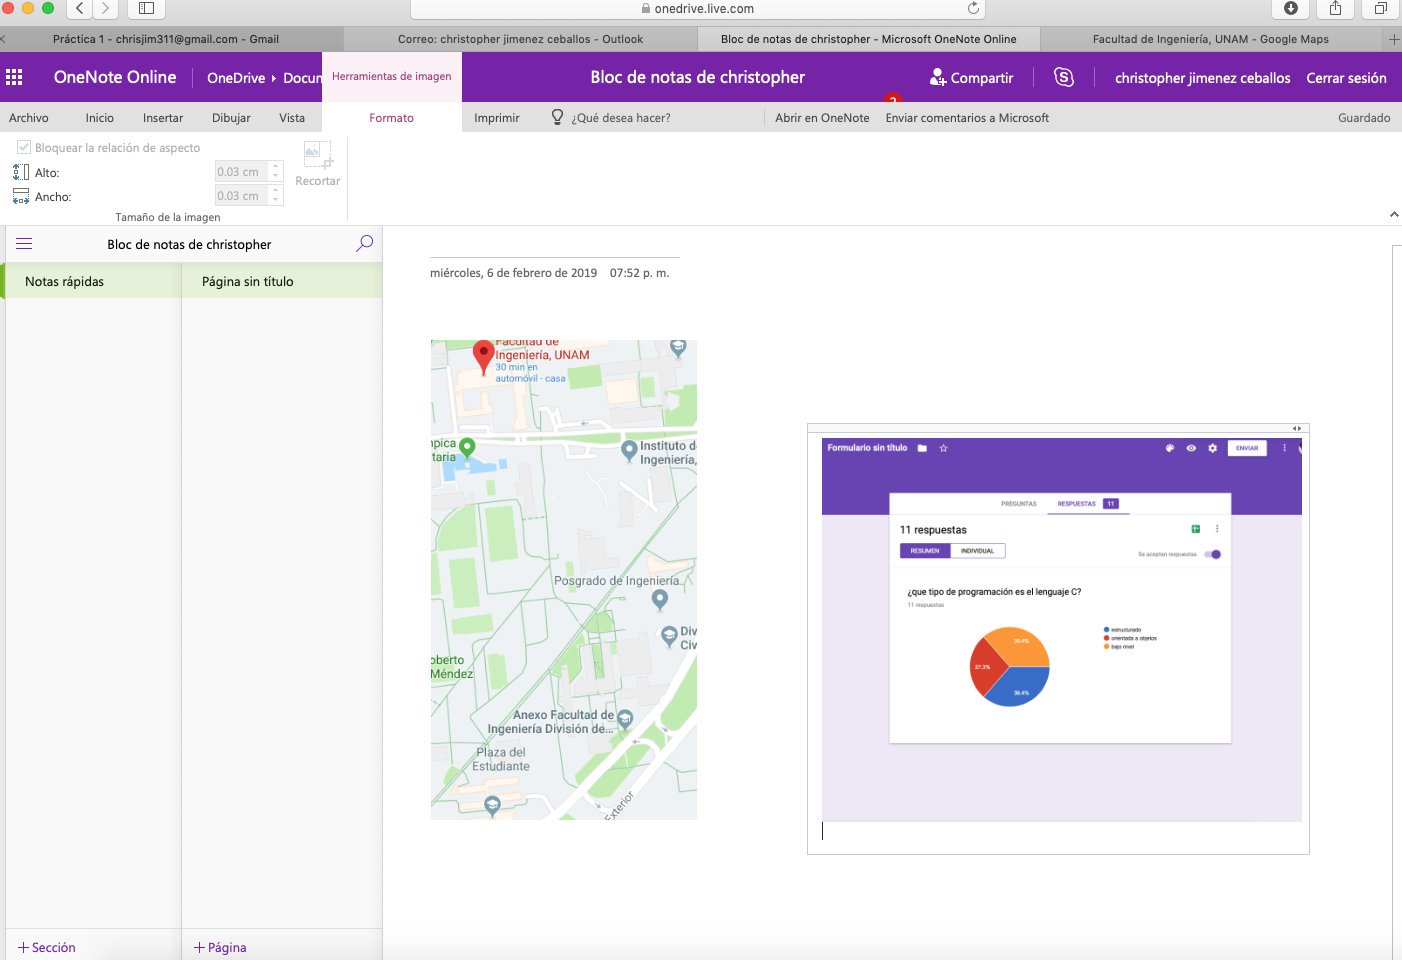 onedrive.live.com
Práctica 1 - chrisjim311@gmail.com - Gmail
Correo: christopher jimenez ceballos - Outlook
Bloc de notas de christopher - Microsoft OneNote Online
Facultad de Ingeniería, UNAM - Google Maps
OneNote Online
OneDrive
Docun
Herramientas de imagen
Bloc de notas de christopher
Compartir
christopher jimenez ceballos
Cerrar sesión
Archivo
Inicio
Insertar
Dibujar
Vista
Formato
Imprimir
¿Qué desea hacer?
Abrir en OneNote
Enviar comentarios a Microsoft
Guardado
Bloquear la relación de aspecto
Alto:
0.03 cm
Ancho:
0.03 cm
Recortar
Tamaño de la imagen
Bloc de notas de christopher
Notas rápidas
Página sin título
miércoles, 6 de febrero de 2019 07:52 p. m.
Facultad de
Ingeniería, UNAM
30 min en
automóvil - casa
npica
taria
Instituto d
Ingeniería,
Posgrado de Ingeniería
Div
Civ
oberto
Méndez
Anexo Facultad de
Ingeniería División de...
Plaza del
Estudiante
Exterior
Formulario sin título
ENVIAR
PREGUNTAS
RESPUESTAS 11
11 respuestas
RESUMEN
INDIVIDUAL
Se aceptan respuestas
¿que tipo de programación es el lenguaje C?
11 respuestas
estructurado
orientada a objetos
bajo nivel
27.3%
36.4%
+ Sección
+ Página